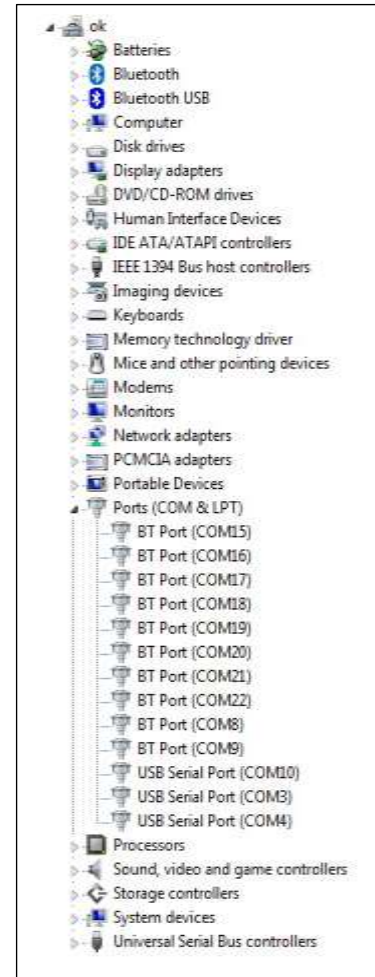 ok
Batteries
Bluetooth
Bluetooth USB
Computer
Disk drives
Display adapters
DVD/CD-ROM drives
Human Interface Devices
IDE ATA/ATAPI controllers
IEEE 1394 Bus host controllers
Imaging devices
Keyboards
Memory technology driver
Mice and other pointing devices
Modems
Monitors
Network adapters
PCMCIA adapters
Portable Devices
Ports (COM & LPT)
BT Port (COM15)
BT Port (COM16)
BT Port (COM17)
BT Port (COM18)
BT Port (COM19)
BT Port (COM20)
BT Port (COM21)
BT Port (COM22)
BT Port (COM8)
BT Port (COM9)
USB Serial Port (COM10)
USB Serial Port (COM3)
USB Serial Port (COM4)
Processors
Sound, video and game controllers
Storage controllers
System devices
Universal Serial Bus controllers